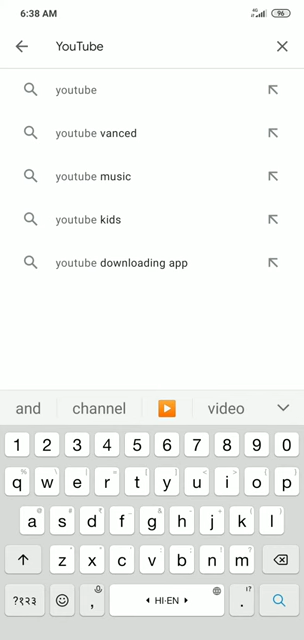 6:38 AM 4G 96
YouTube
youtube
youtube vanced
youtube music
youtube kids
youtube downloading app
and channel ▶️ video
1 2 3 4 5 6 7 8 9 0
q w e r t y u i o p
a s d f g h j k l
z x c v b n m
?१२३ , HI·EN .